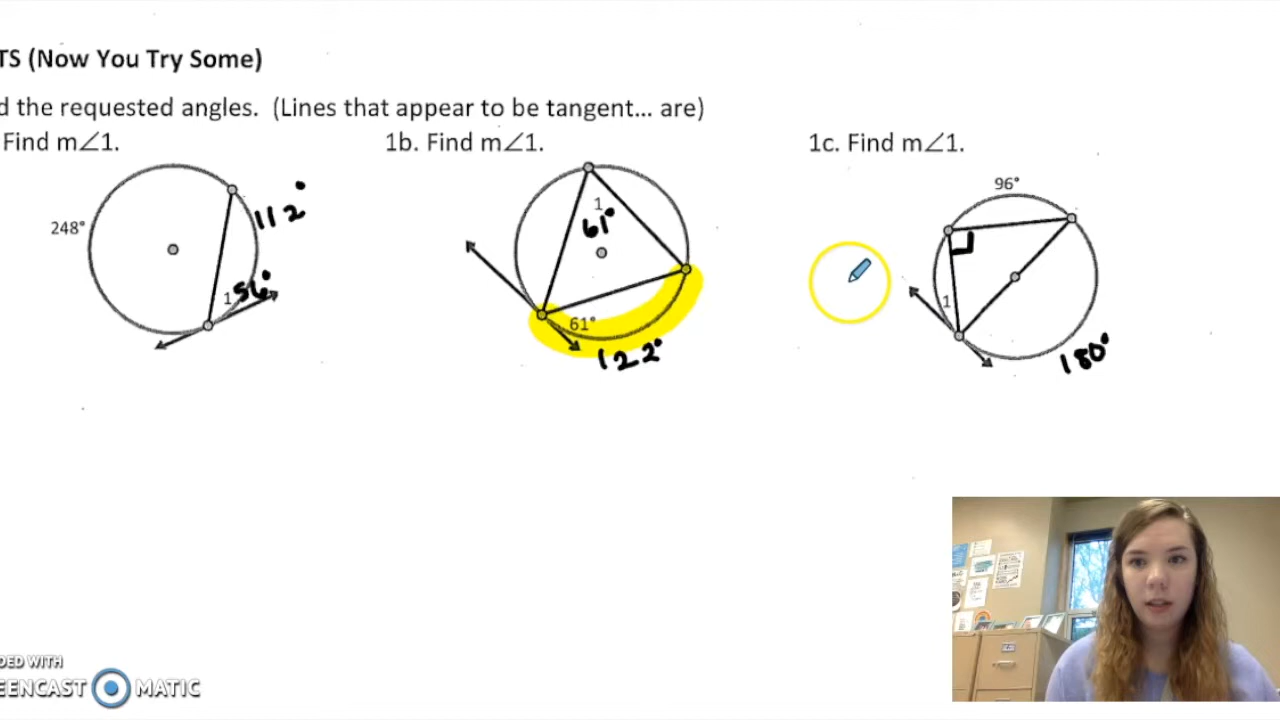 TS (Now You Try Some)
d the requested angles. (Lines that appear to be tangent... are)
Find m∠1.
1b. Find m∠1.
1c. Find m∠1.
248°
112°
1
56°
1
61°
61°
122°
96°
1
180°
DED WITH
EENCAST MATIC